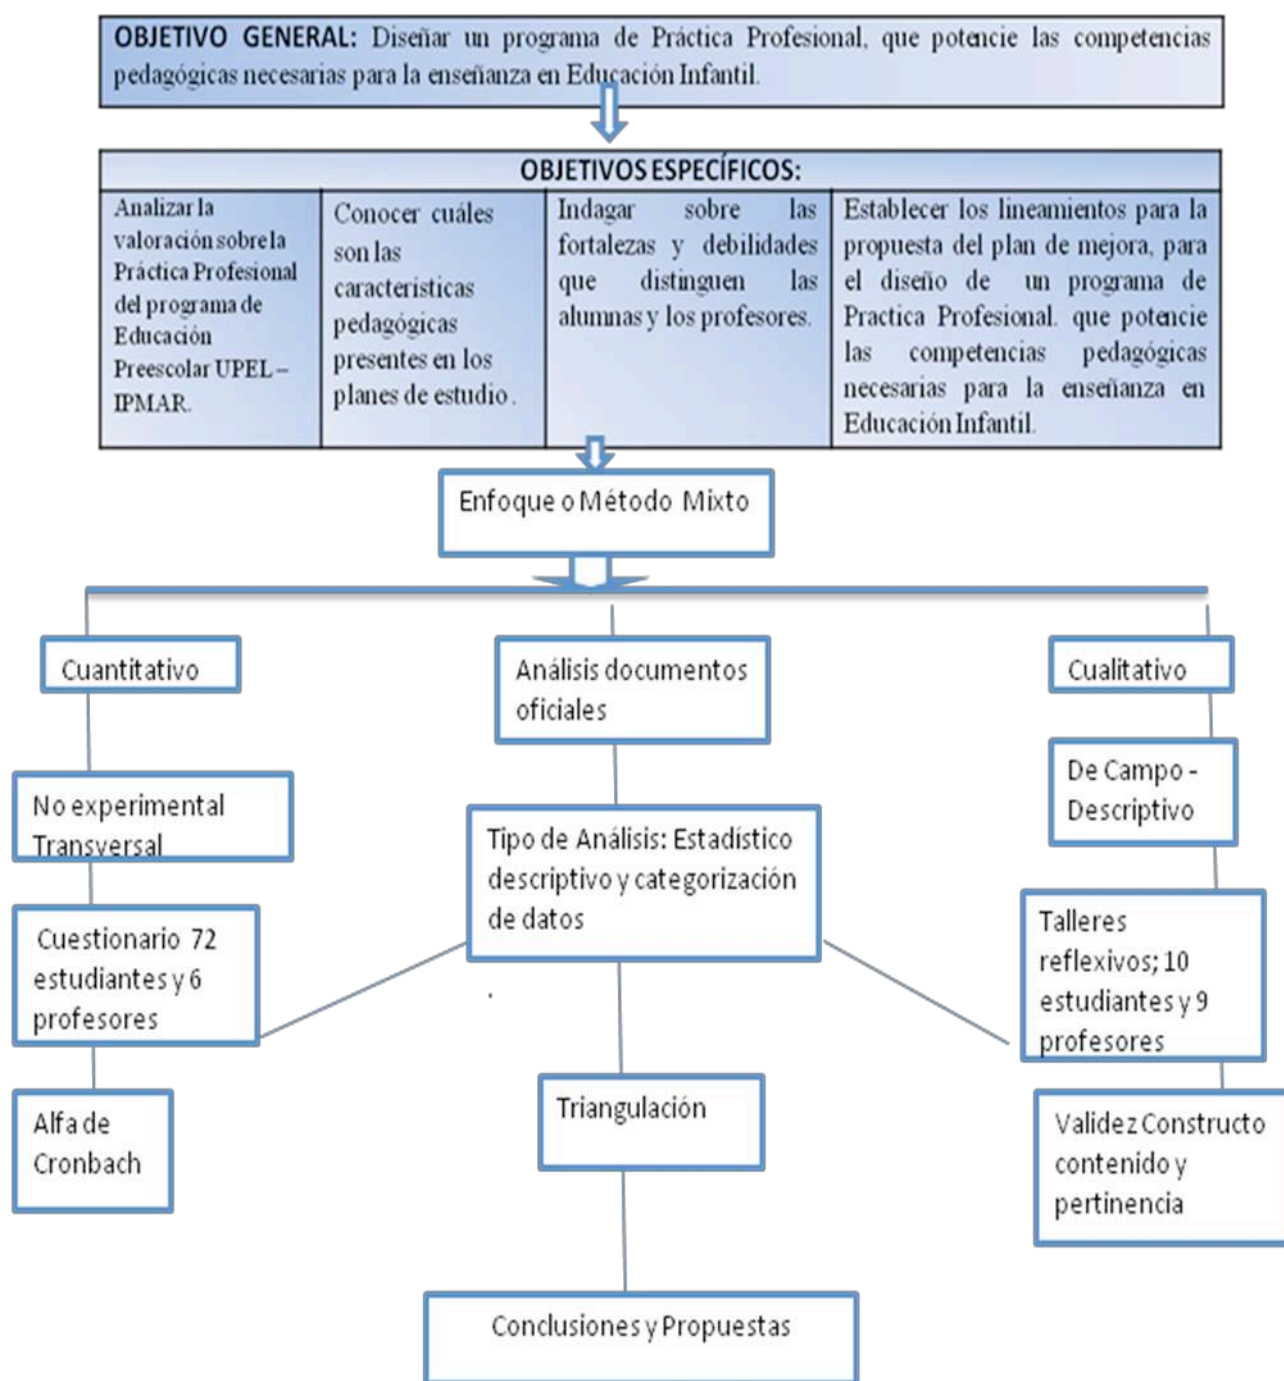 OBJETIVO GENERAL: Diseñar un programa de Práctica Profesional, que potencie las competencias
pedagógicas necesarias para la enseñanza en Educación Infantil.
OBJETIVOS ESPECÍFICOS:
Analizar la
valoración sobre la
Práctica Profesional
del programa de
Educación
Preescolar UPEL –
IPMAR.
Conocer cuáles
son las
características
pedagógicas
presentes en los
planes de estudio.
Indagar sobre las
fortalezas y debilidades
que distinguen las
alumnas y los profesores.
Establecer los lineamientos para la
propuesta del plan de mejora, para
el diseño de un programa de
Practica Profesional. que potencie
las competencias pedagógicas
necesarias para la enseñanza en
Educación Infantil.
Enfoque o Método Mixto
Cuantitativo
Análisis documentos
oficiales
Cualitativo
No experimental
Transversal
Tipo de Análisis: Estadístico
descriptivo y categorización
de datos
.
De Campo -
Descriptivo
Cuestionario 72
estudiantes y 6
profesores
Talleres
reflexivos; 10
estudiantes y 9
profesores
Alfa de
Cronbach
Triangulación
Validez Constructo
contenido y
pertinencia
Conclusiones y Propuestas